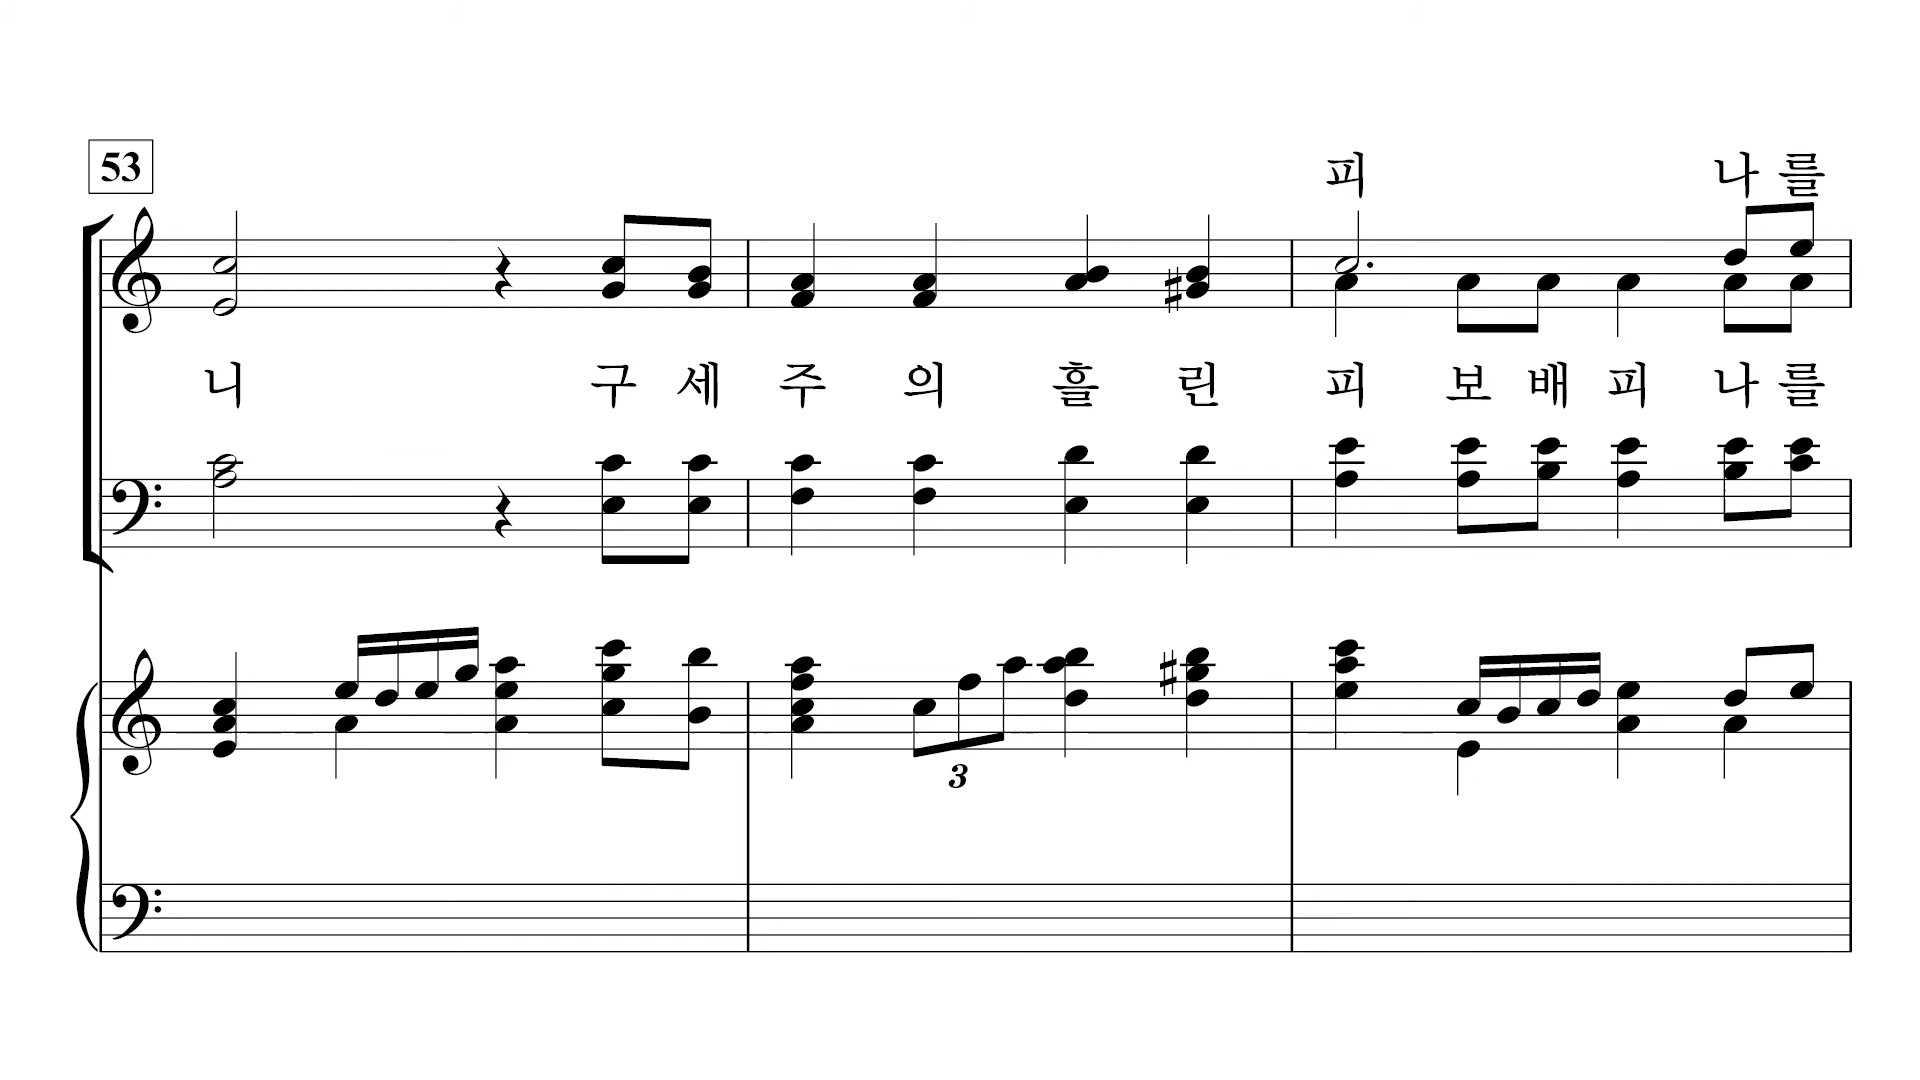 53
피 나 를
니 구 세 주 의 흘 린 피 보 배 피 나 를
3